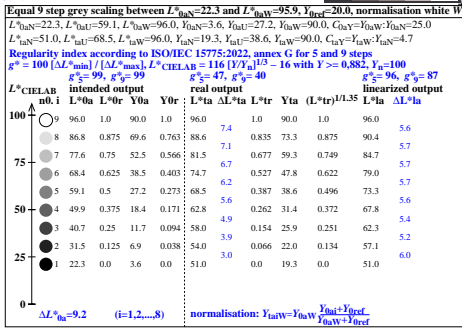 Equal 9 step grey scaling between L*0aN=22.3 and L*0aW=95.9, Y0ref=20.0, normalisation white W
L*0aN=22.3, L*0aU=59.1, L*0aW=96.0, Y0aN=3.6, Y0aU=27.2, Y0aW=90.0, C0aY=Y0aW:Y0aN=25.0
L*taN=51.0, L*taU=68.5, L*taW=96.0, YtaN=19.3, YtaU=38.6, YtaW=90.0, CtaY=YtaW:YtaN=4.7
Regularity index according to ISO/IEC 15775:2022, annex G for 5 and 9 steps
g* = 100 [ΔL*min] / [ΔL*max], L*CIELAB = 116 [Y/Yn]1/3 − 16 with Y >= 0,882, Yn=100
g*5= 99, g*9= 99 g*5= 47, g*9= 40 g*5= 96, g*9= 87
L*CIELAB intended output real output linearized output
n0. i L*0a L*0r Y0a Y0r L*ta ΔL*ta L*tr Yta (L*tr)1/1.35 L*la ΔL*la
100
9 96.0 1.0 90.0 1.0 96.0 1.0 90.0 1.0 96.0
7.4 5.6
8 86.8 0.875 69.6 0.763 88.6 0.835 73.3 0.875 90.4
7.1 5.7
7 77.6 0.75 52.5 0.566 81.5 0.677 59.3 0.749 84.7
75
6.7 5.7
6 68.4 0.625 38.5 0.403 74.7 0.527 47.8 0.622 79.0
6.2 5.7
5 59.1 0.5 27.2 0.273 68.5 0.387 38.6 0.496 73.3
5.6 5.6
50
4 49.9 0.375 18.4 0.171 62.8 0.262 31.4 0.372 67.8
4.9 5.4
3 40.7 0.25 11.7 0.094 58.0 0.154 25.9 0.251 62.3
3.9 5.2
2 31.5 0.125 6.9 0.038 54.0 0.066 22.0 0.134 57.1
25
3.0 6.0
1 22.3 0.0 3.6 0.0 51.0 0.0 19.3 0.0 51.0
0
ΔL*0a=9.2 (i=1,2,...,8) normalisation: YtaiW=Y0aW (Y0ai+Y0ref)/(Y0aW+Y0ref)